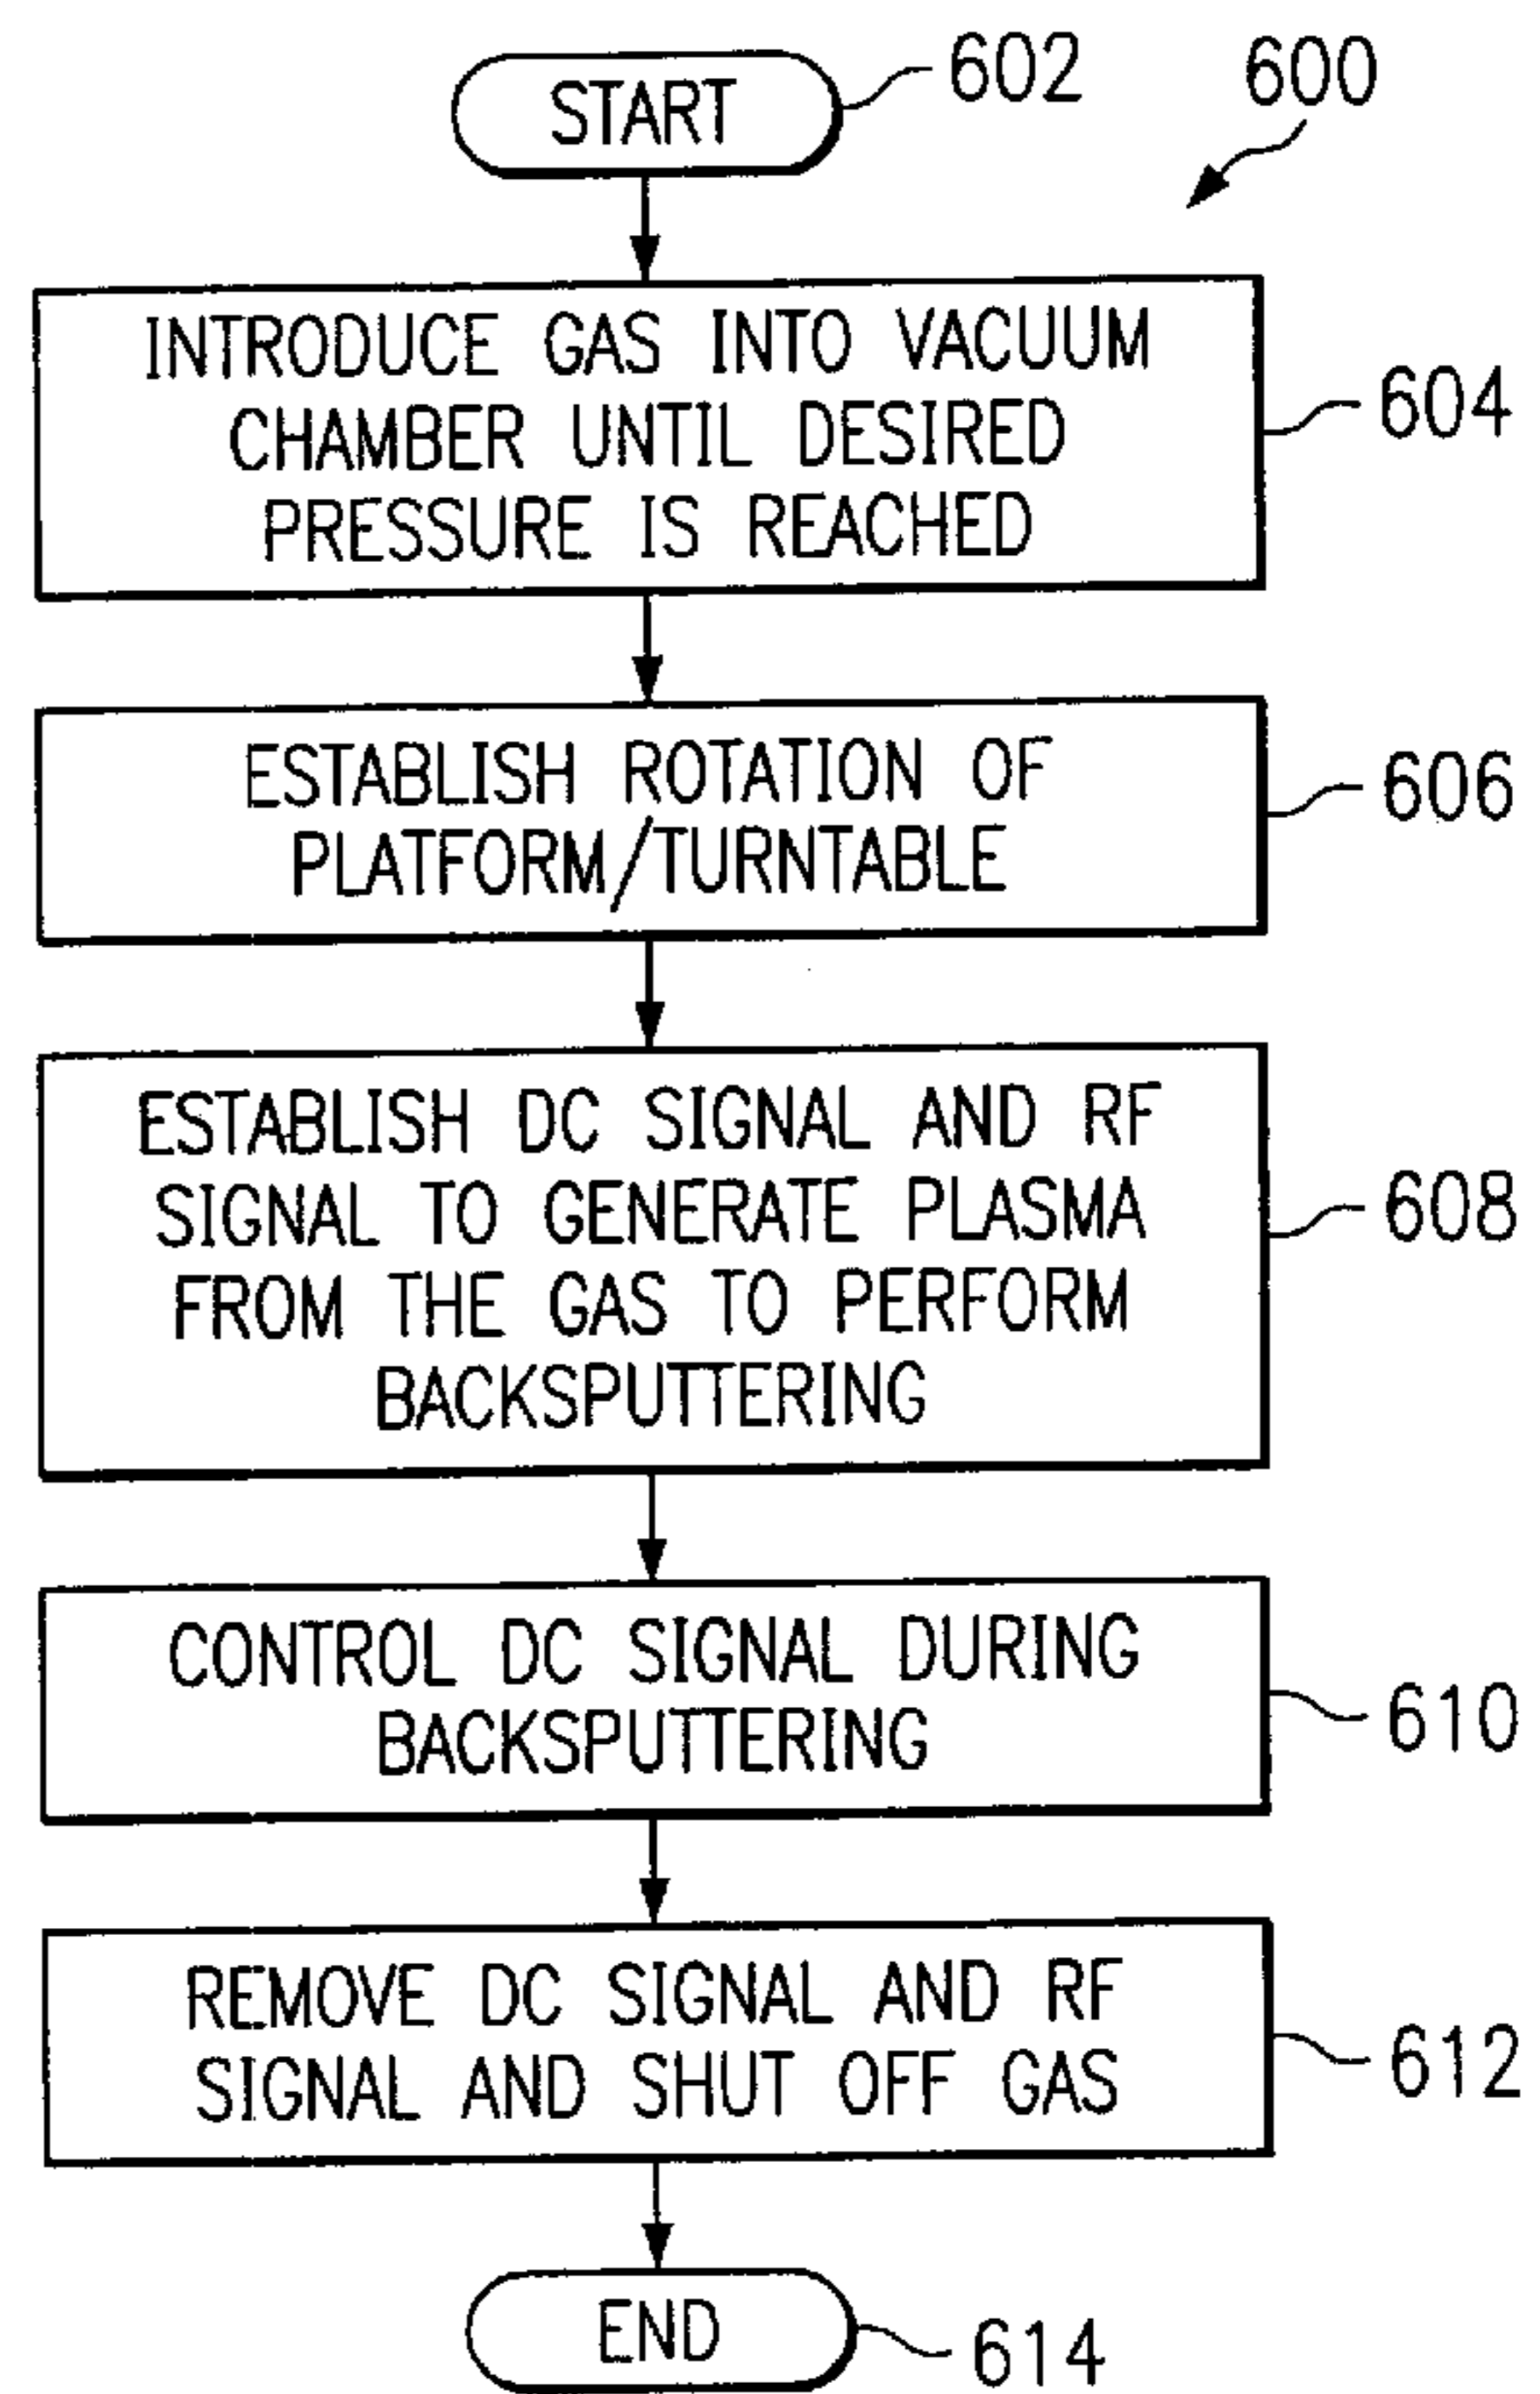 START
602
600
INTRODUCE GAS INTO VACUUM
CHAMBER UNTIL DESIRED
PRESSURE IS REACHED
604
ESTABLISH ROTATION OF
PLATFORM/TURNTABLE
606
ESTABLISH DC SIGNAL AND RF
SIGNAL TO GENERATE PLASMA
FROM THE GAS TO PERFORM
BACKSPUTTERING
608
CONTROL DC SIGNAL DURING
BACKSPUTTERING
610
REMOVE DC SIGNAL AND RF
SIGNAL AND SHUT OFF GAS
612
END
614